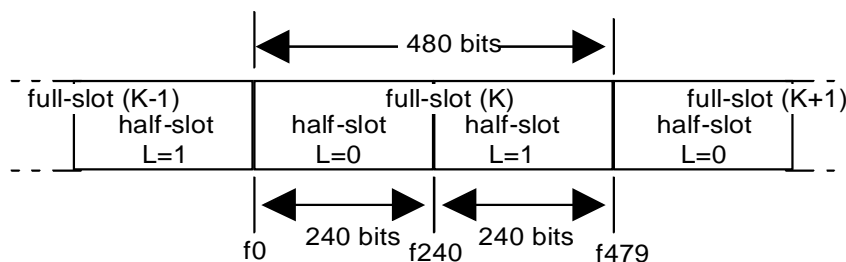 480 bits
full-slot (K-1) full-slot (K) full-slot (K+1)
half-slot half-slot half-slot half-slot
L=1 L=0 L=1 L=0
240 bits 240 bits
f0 f240 f479